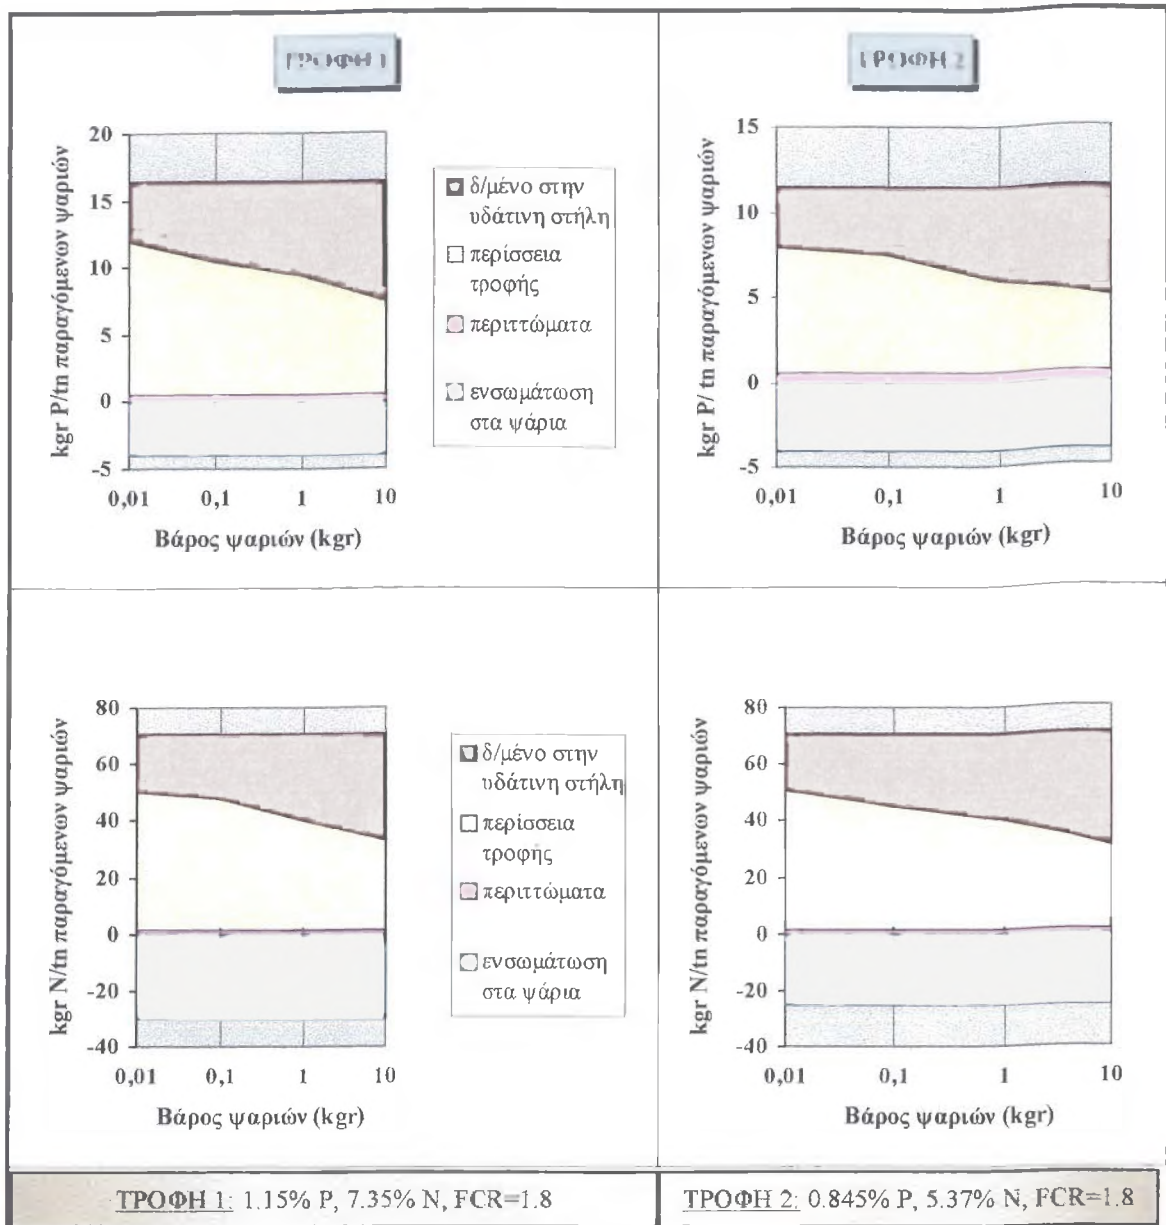 ΤΡΟΦΗ 1
ΤΡΟΦΗ 2
kgr P/tn παραγόμενων ψαριών
20
15
10
5
0
-5
0,01
0,1
1
10
Βάρος ψαριών (kgr)
δ/μένο στην
υδάτινη στήλη
περίσσεια
τροφής
περιττώματα
ενσωμάτωση
στα ψάρια
kgr P/ tn παραγόμενων ψαριών
15
10
5
0
-5
0,01
0,1
1
10
Βάρος ψαριών (kgr)
kgr N/tn παραγόμενων ψαριών
80
60
40
20
0
-20
-40
0,01
0,1
1
10
Βάρος ψαριών (kgr)
δ/μένο στην
υδάτινη στήλη
περίσσεια
τροφής
περιττώματα
ενσωμάτωση
στα ψάρια
kgr N/tn παραγόμενων ψαριών
80
60
40
20
0
-20
-40
0,01
0,1
1
10
Βάρος ψαριών (kgr)
ΤΡΟΦΗ 1: 1.15% P, 7.35% N, FCR=1.8
ΤΡΟΦΗ 2: 0.845% P, 5.37% N, FCR=1.8